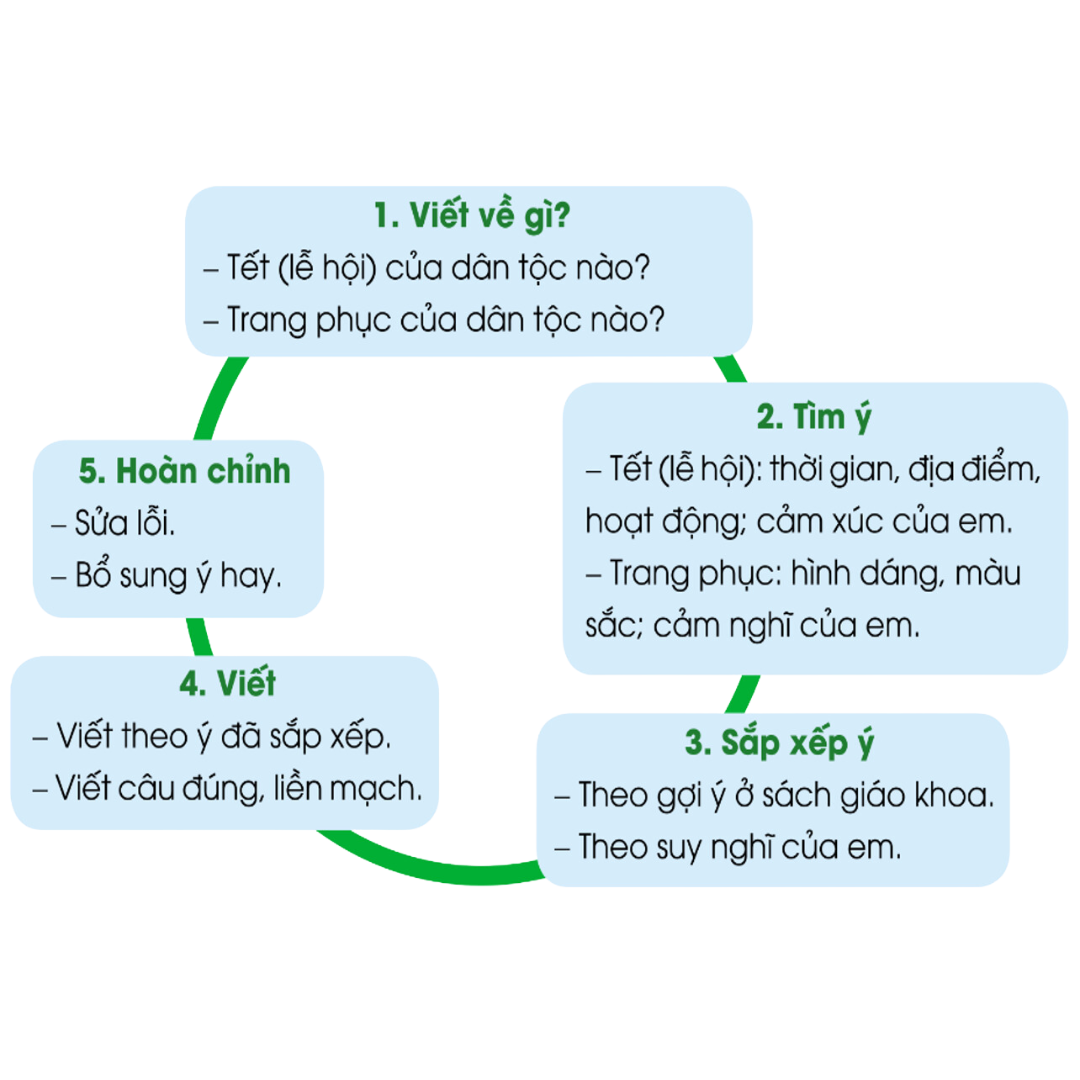 1. Viết về gì?
– Tết (lễ hội) của dân tộc nào?
– Trang phục của dân tộc nào?
2. Tìm ý
– Tết (lễ hội): thời gian, địa điểm,
hoạt động; cảm xúc của em.
– Trang phục: hình dáng, màu
sắc; cảm nghĩ của em.
3. Sắp xếp ý
– Theo gợi ý ở sách giáo khoa.
– Theo suy nghĩ của em.
4. Viết
– Viết theo ý đã sắp xếp.
– Viết câu đúng, liền mạch.
5. Hoàn chỉnh
– Sửa lỗi.
– Bổ sung ý hay.